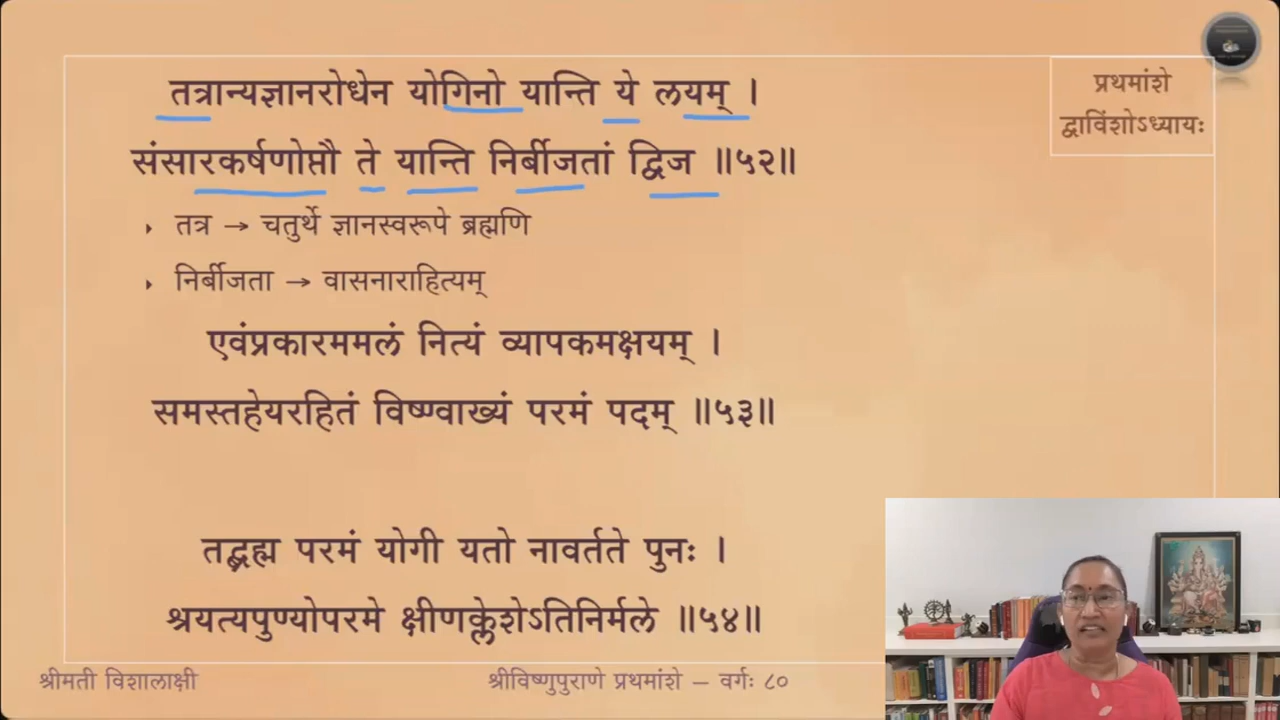 तत्रान्यज्ञानरोधेन योगिनो यान्ति ये लयम् ।
संसारकर्षणोप्तौ ते यान्ति निर्बीजतां द्विज ॥५२॥
तत्र → चतुर्थे ज्ञानस्वरूपे ब्रह्मणि
निर्बीजता → वासनाराहित्यम्
एवंप्रकारममलं नित्यं व्यापकमक्षयम् ।
समस्तहेयरहितं विष्ण्वाख्यं परमं पदम् ॥५३॥
तद्ब्रह्म परमं योगी यतो नावर्तते पुनः ।
श्रयत्यपुण्योपरमे क्षीणक्लेशेऽतिनिर्मले ॥५४॥
प्रथमांशे
द्वाविंशोऽध्यायः
श्रीमती विशालाक्षी
श्रीविष्णुपुराणे प्रथमांशे – वर्गः ८०